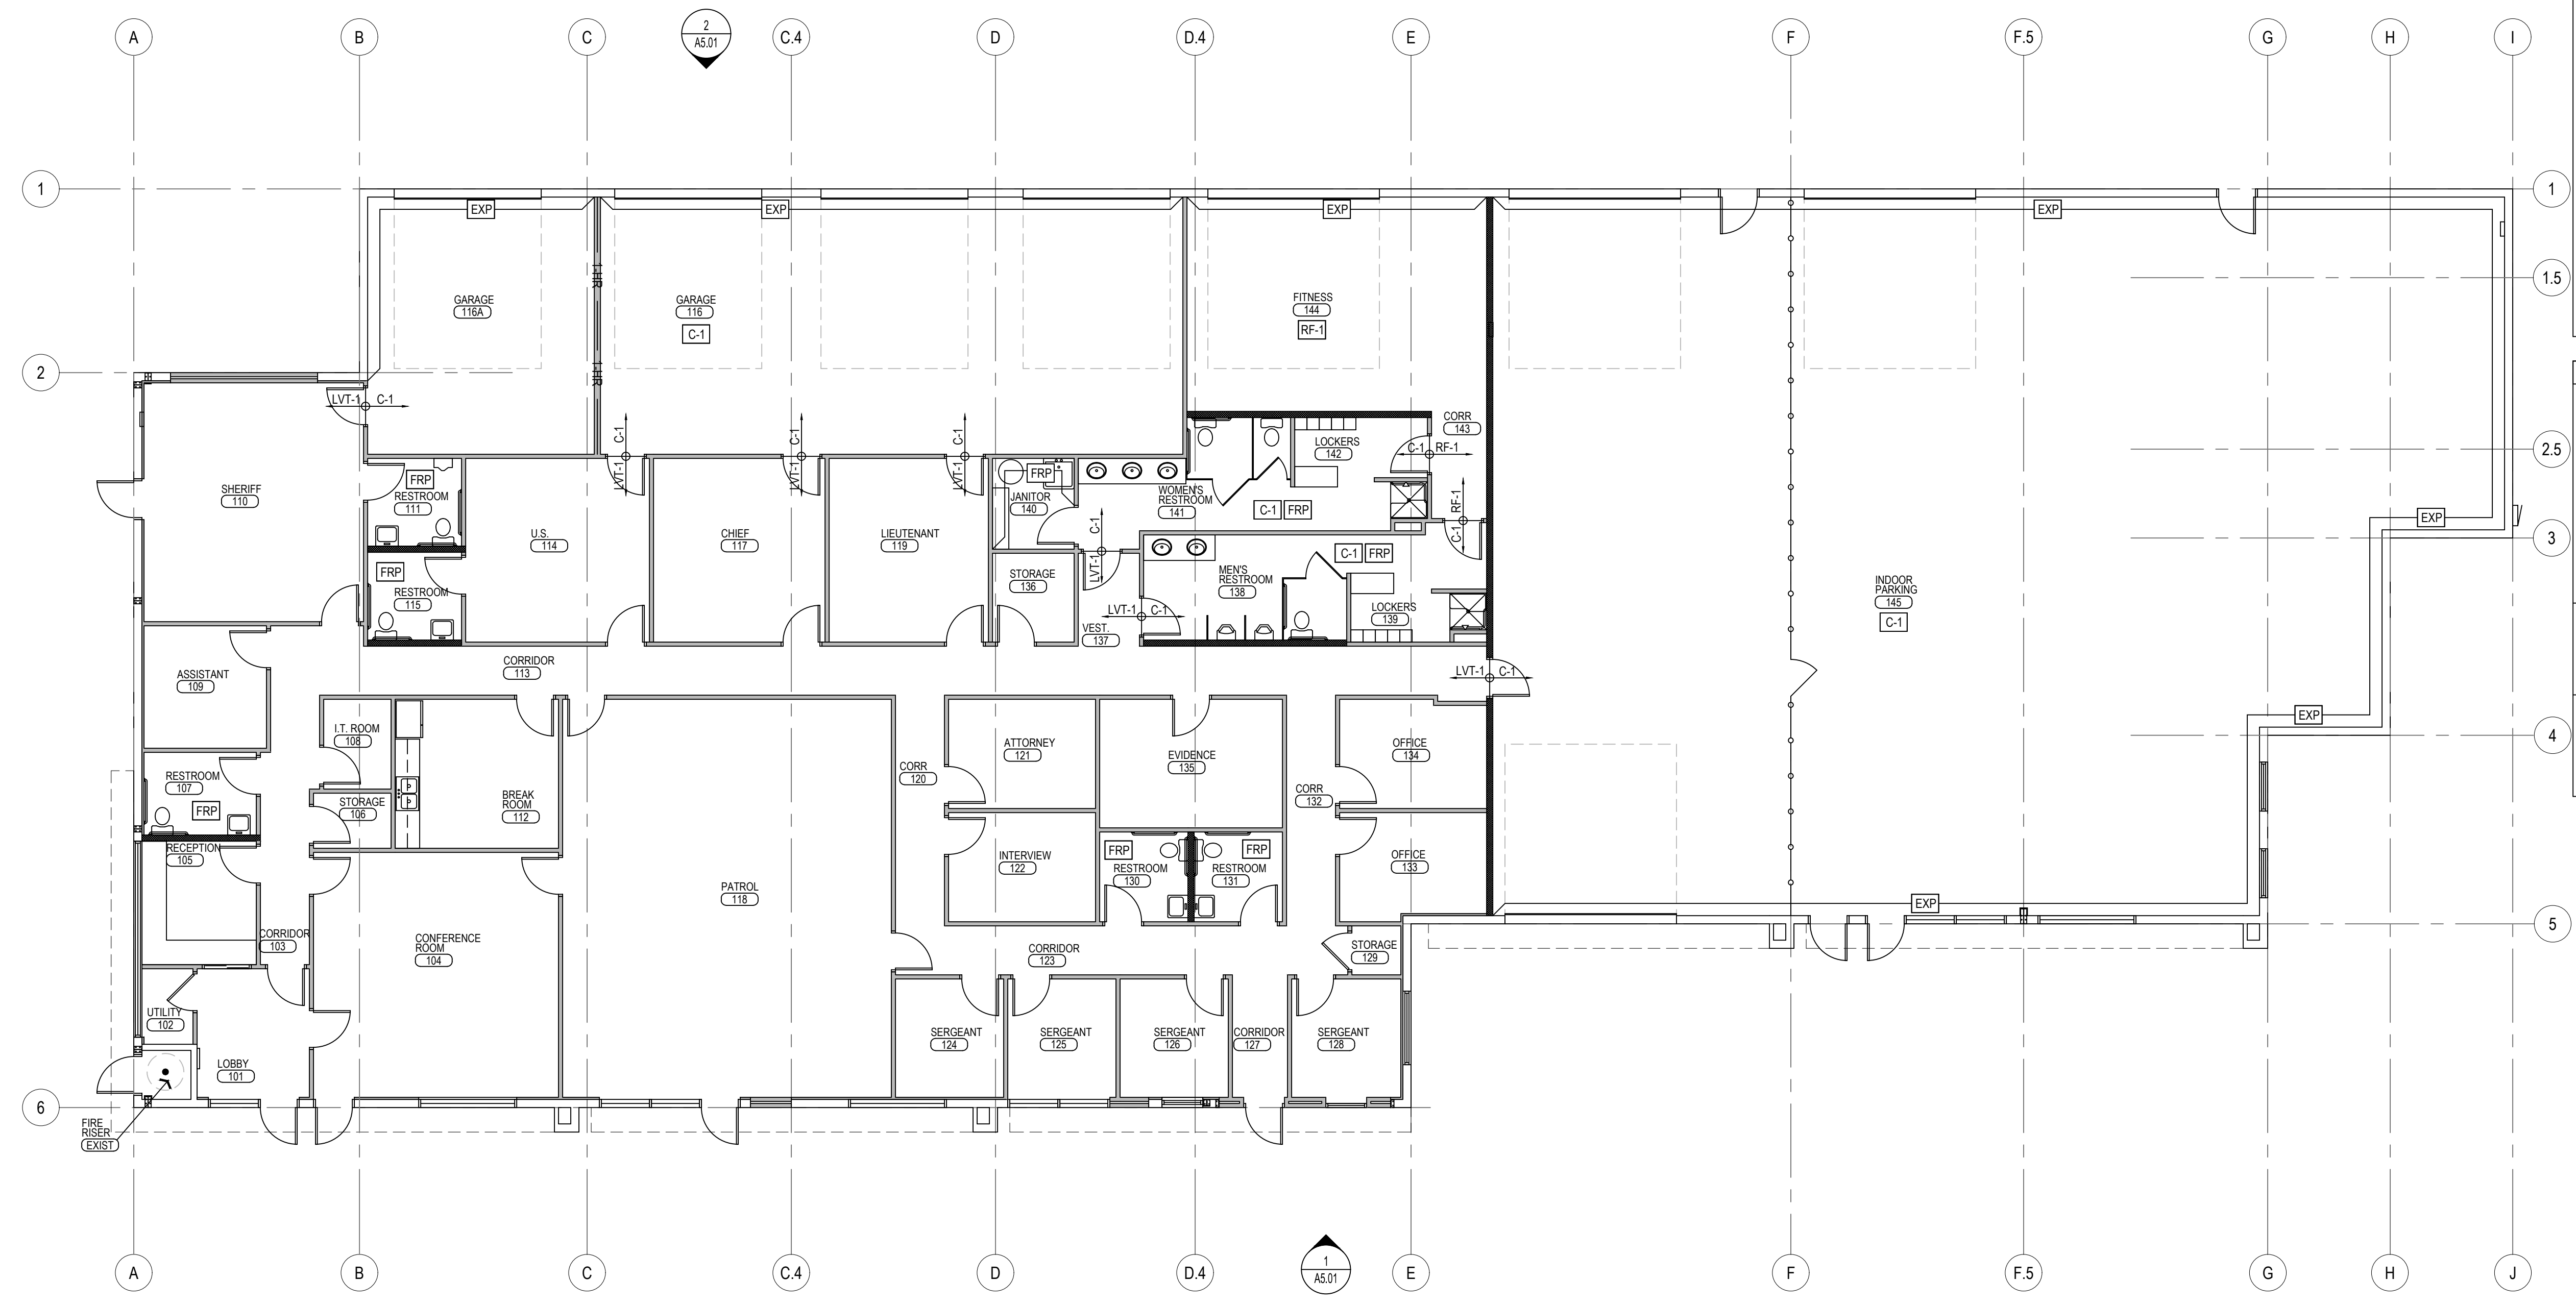 2
A5.01
A
B
C
C.4
D
D.4
E
F
F.5
G
H
I
1
1
EXP
EXP
EXP
EXP
1.5
GARAGE
116A
GARAGE
116
C-1
FITNESS
144
RF-1
1-HR
1-HR
2
LVT-1
C-1
C-1
LVT-1
C-1
LVT-1
C-1
LVT-1
CORR
143
LOCKERS
142
C-1
RF-1
2.5
SHERIFF
110
FRP
RESTROOM
111
FRP
JANITOR
140
WOMEN'S
RESTROOM
141
C-1
FRP
RF-1
C-1
EXP
U.S.
114
CHIEF
117
LIEUTENANT
119
C-1
LVT-1
C-1
FRP
3
FRP
RESTROOM
115
STORAGE
136
MEN'S
RESTROOM
138
LVT-1
C-1
LOCKERS
139
VEST.
137
INDOOR
PARKING
145
C-1
CORRIDOR
113
LVT-1
C-1
ASSISTANT
109
EXP
4
I.T. ROOM
108
ATTORNEY
121
EVIDENCE
135
OFFICE
134
CORR
120
RESTROOM
107
FRP
STORAGE
106
BREAK
ROOM
112
CORR
132
RECEPTION
105
INTERVIEW
122
FRP
RESTROOM
130
FRP
RESTROOM
131
OFFICE
133
PATROL
118
EXP
5
CORRIDOR
103
CONFERENCE
ROOM
104
CORRIDOR
123
STORAGE
129
UTILITY
102
LOBBY
101
SERGEANT
124
SERGEANT
125
SERGEANT
126
CORRIDOR
127
SERGEANT
128
6
FIRE
RISER
EXIST
1
A5.01
A
B
C
C.4
D
D.4
E
F
F.5
G
H
J